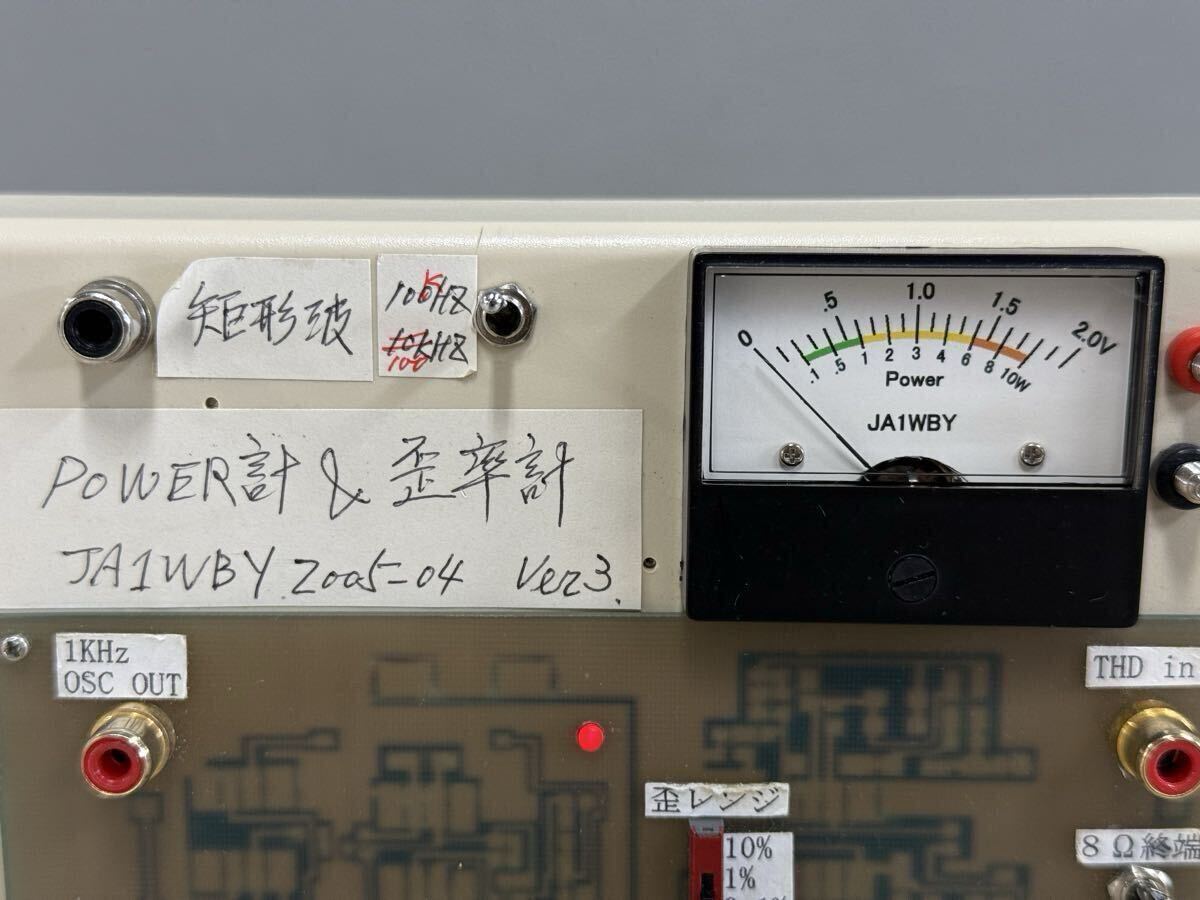 矩形波
100KHZ
100KHZ
0 .5 1.0 1.5 2.0V
.1 .5 1 2 3 4 6 8 10W
Power
JA1WBY
POWER計 & 歪率計
JA1WBY 2005-04 Ver3.
1KHz
OSC OUT
THD in
歪レンジ
10%
1%
8Ω終端